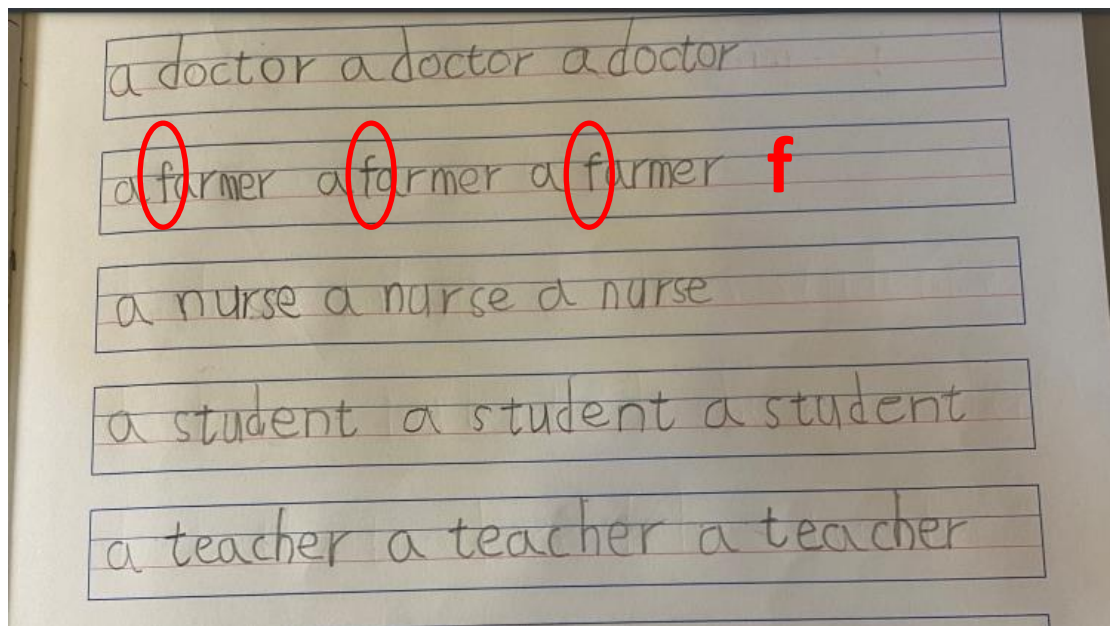 a doctor a doctor a doctor
a farmer a farmer a farmer f
a nurse a nurse a nurse
a student a student a student
a teacher a teacher a teacher